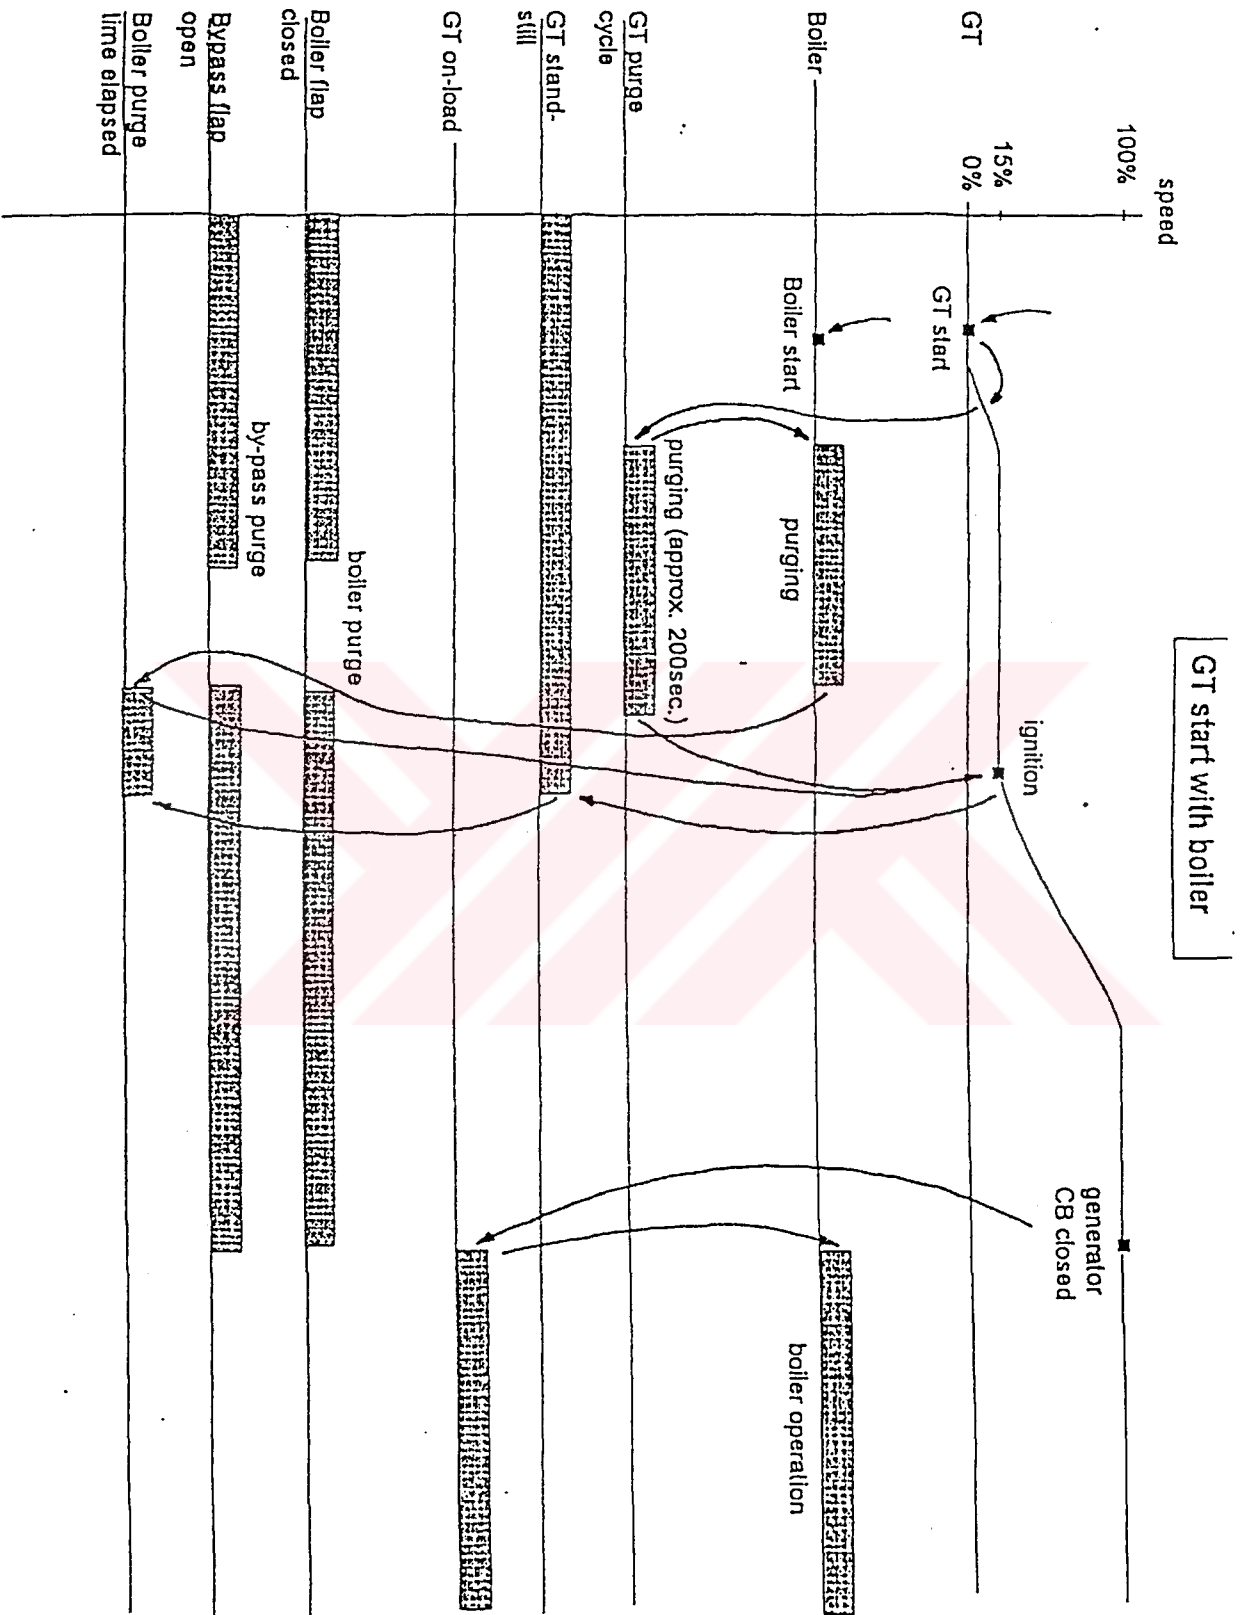 GT start with boiler
speed
100%
15%
0%
GT
GT start
ignition
generator
CB closed
Boiler
Boiler start
purging
boiler operation
GT purge
cycle
purging (approx. 200sec.)
GT stand-
still
GT on-load
Boiler flap
closed
boiler purge
Bypass flap
open
by-pass purge
Boiler purge
time elapsed